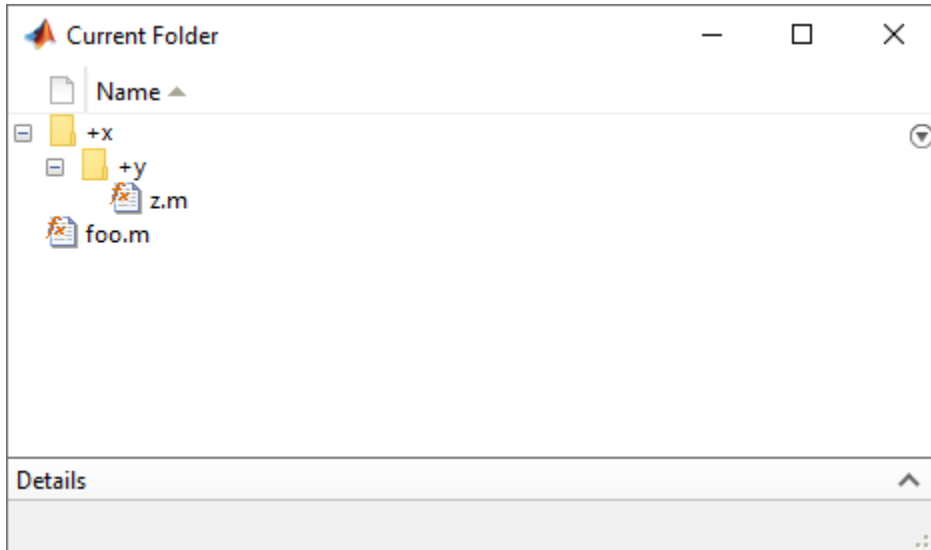 Current Folder
Name
+x
+y
z.m
foo.m
Details